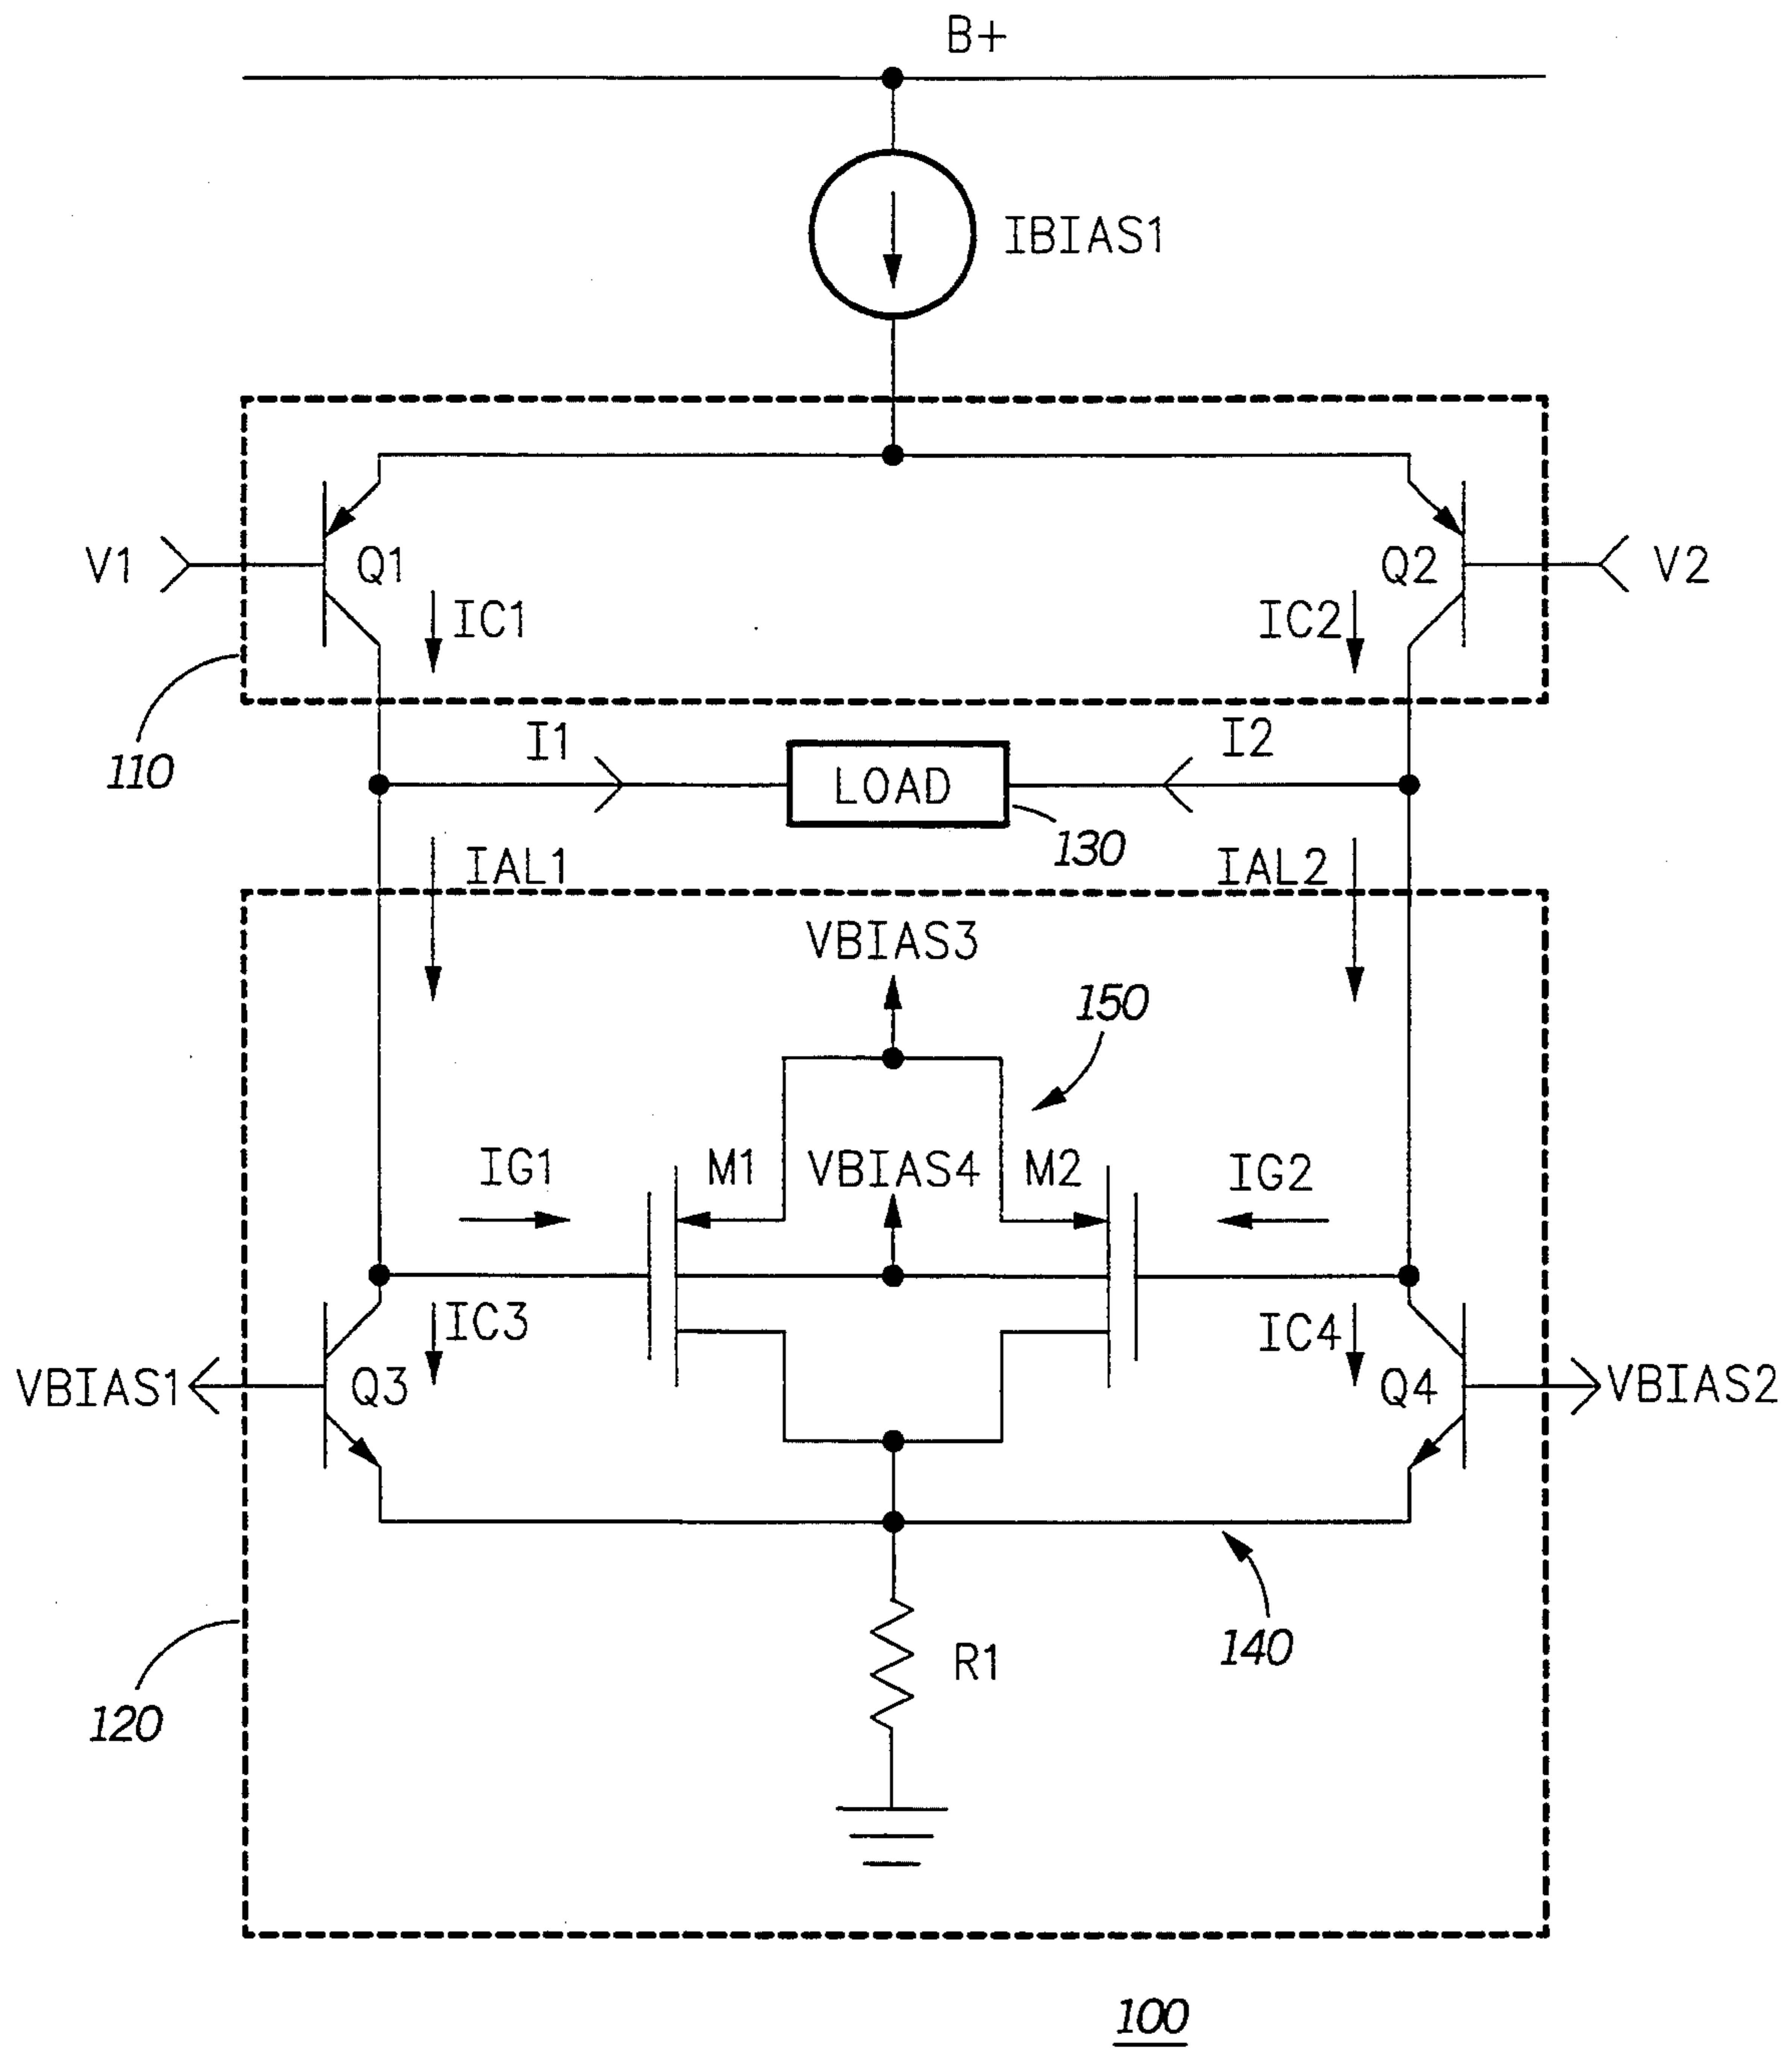 B+
IBIAS1
V1
Q1
IC1
IC2
Q2
V2
110
I1
LOAD
I2
130
IAL1
IAL2
VBIAS3
150
IG1
M1
VBIAS4
M2
IG2
IC3
IC4
VBIAS1
Q3
Q4
VBIAS2
140
R1
120
100